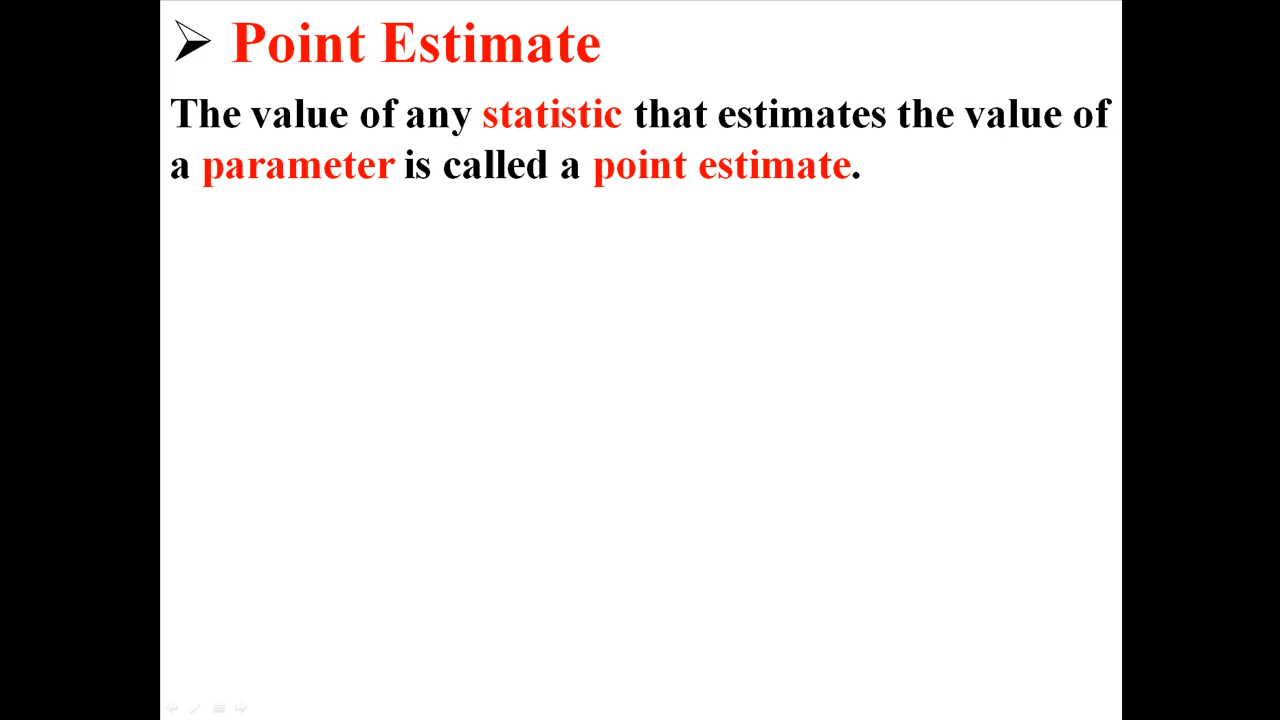 ➢ Point Estimate
The value of any statistic that estimates the value of
a parameter is called a point estimate.